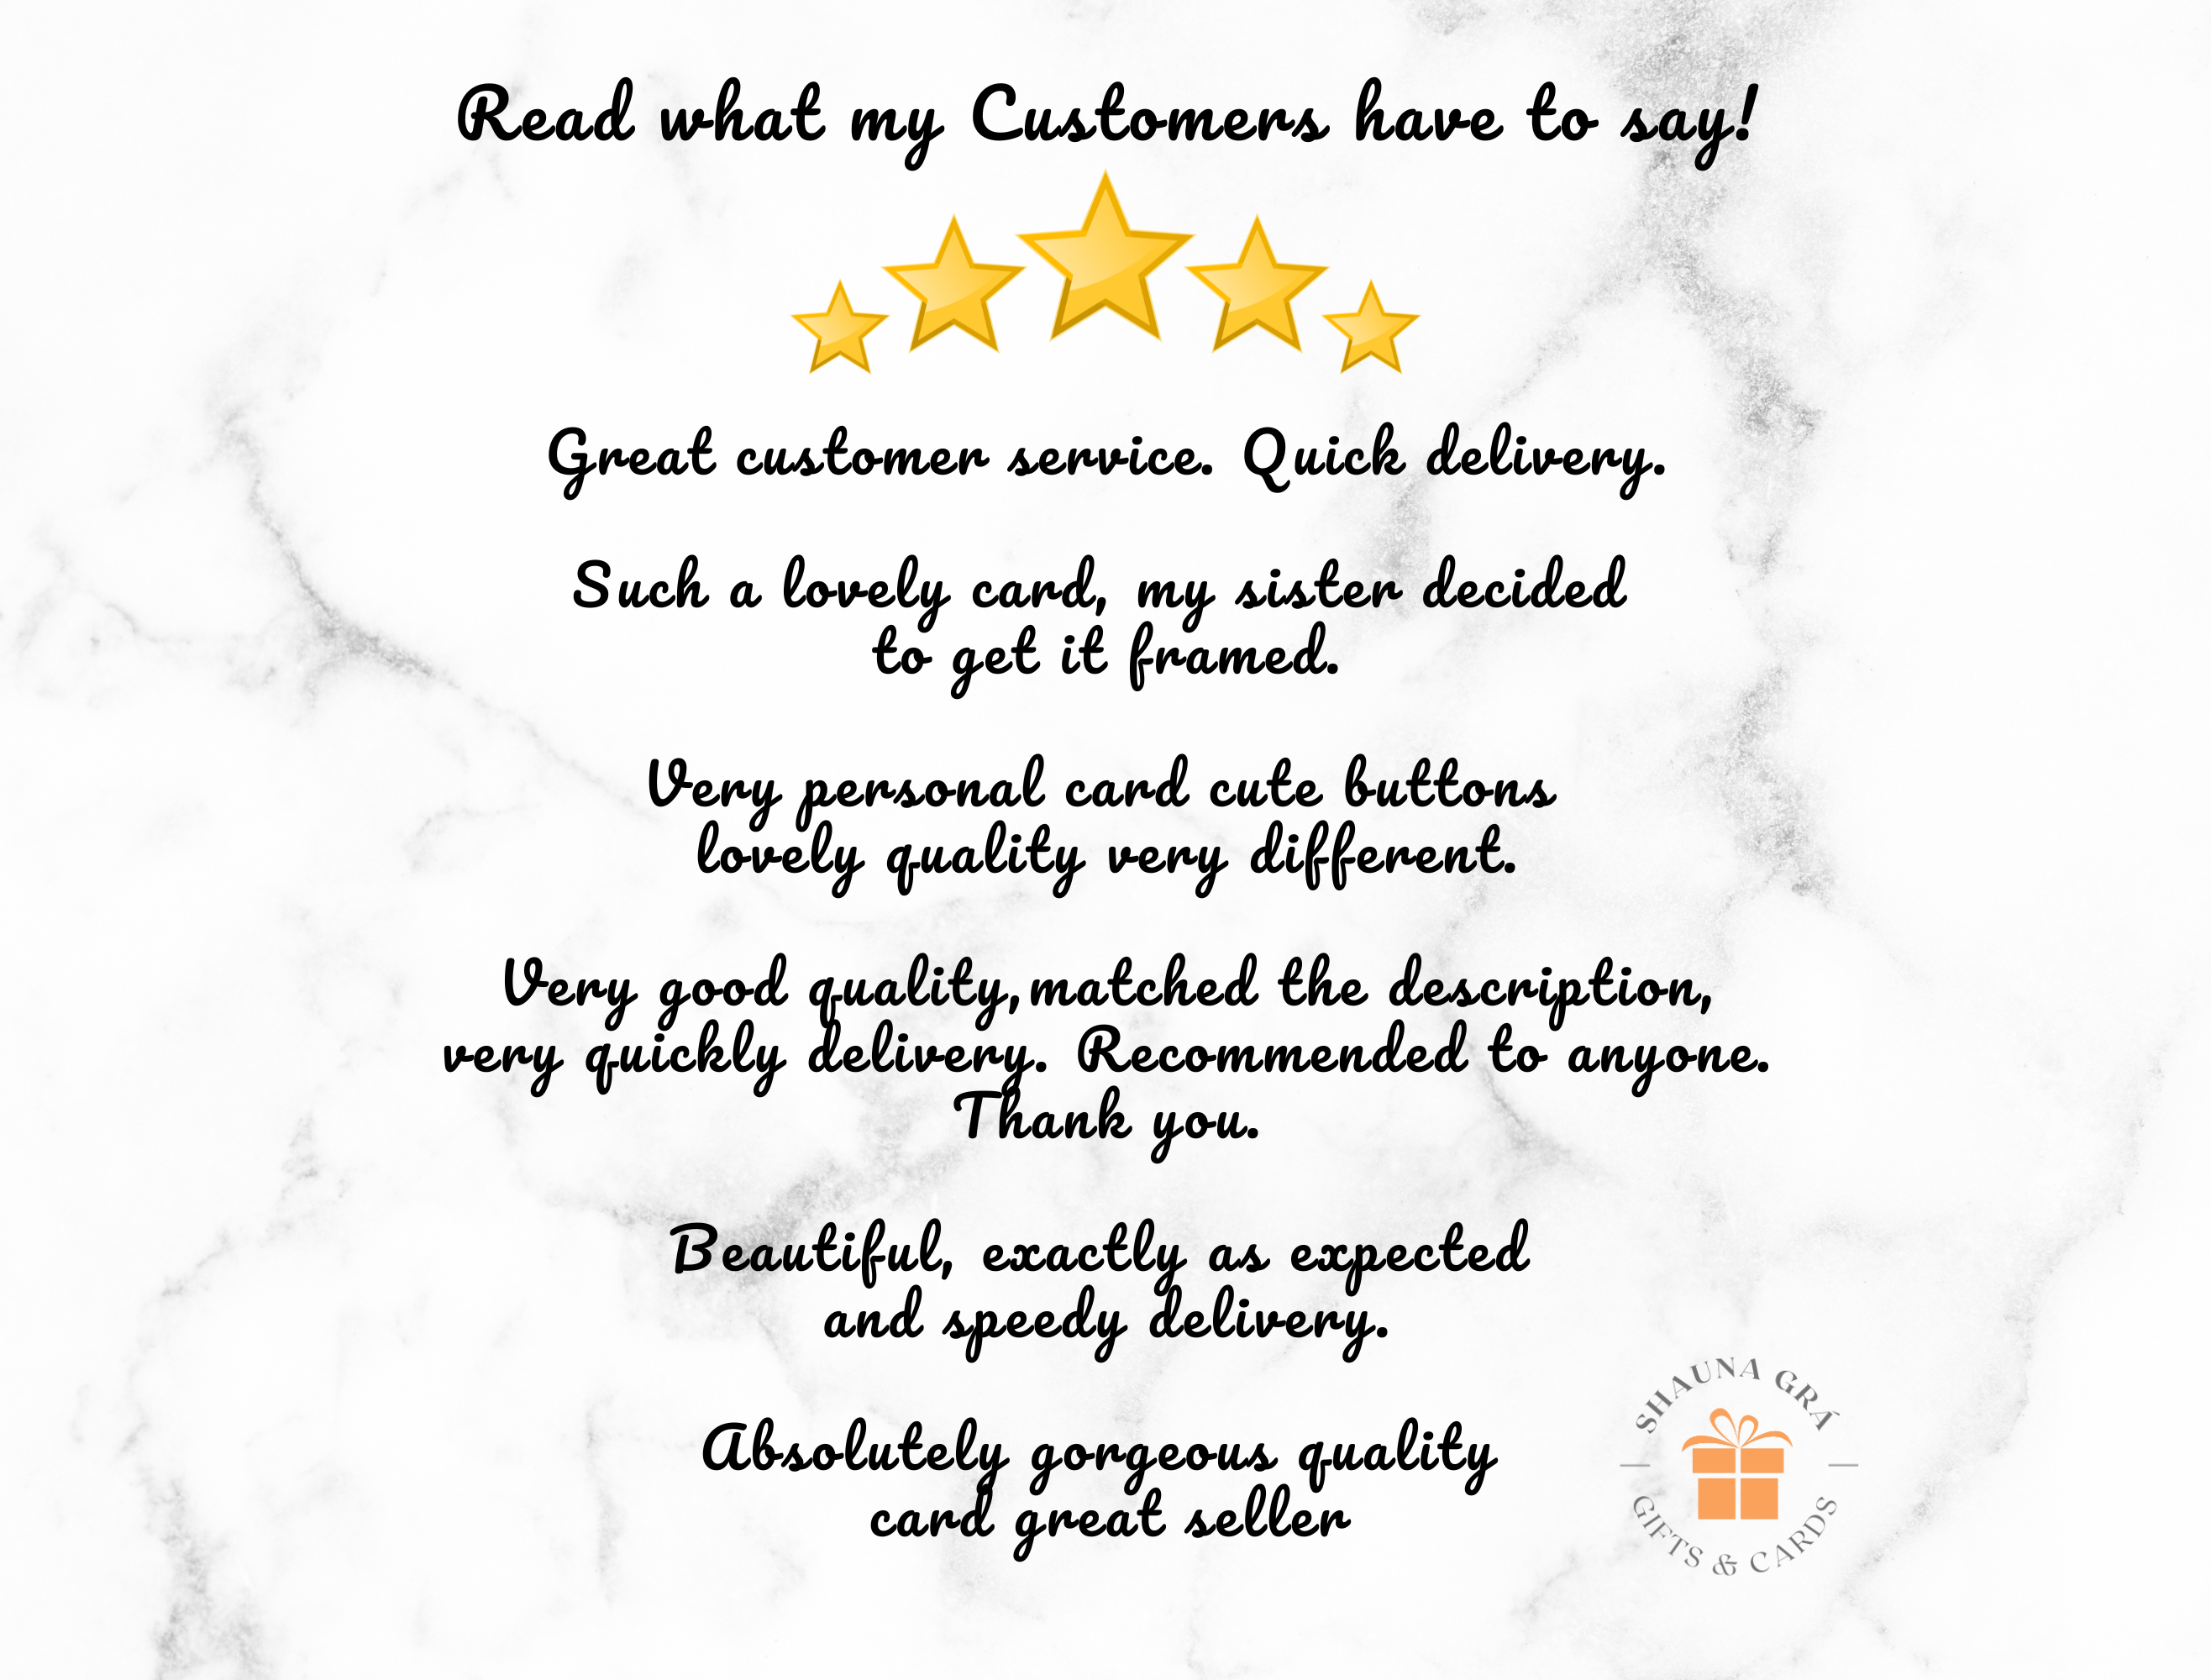 Read what my Customers have to say!
Great customer service. Quick delivery.
Such a lovely card, my sister decided
to get it framed.
Very personal card cute buttons
lovely quality very different.
Very good quality,matched the description,
very quickly delivery. Recommended to anyone.
Thank you.
Beautiful, exactly as expected
and speedy delivery.
Absolutely gorgeous quality
card great seller
SHAUNA GRÁ
GIFTS & CARDS